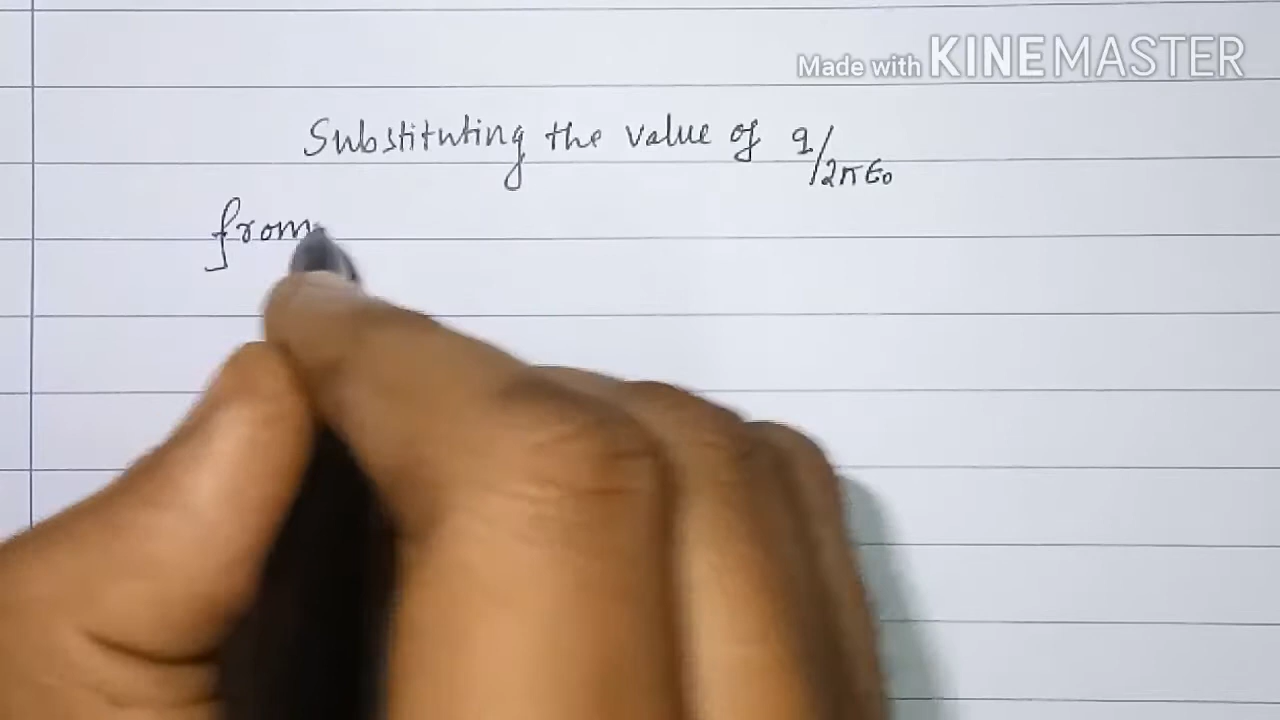 Made with KINEMASTER
Substituting the value of q/2πε₀
from